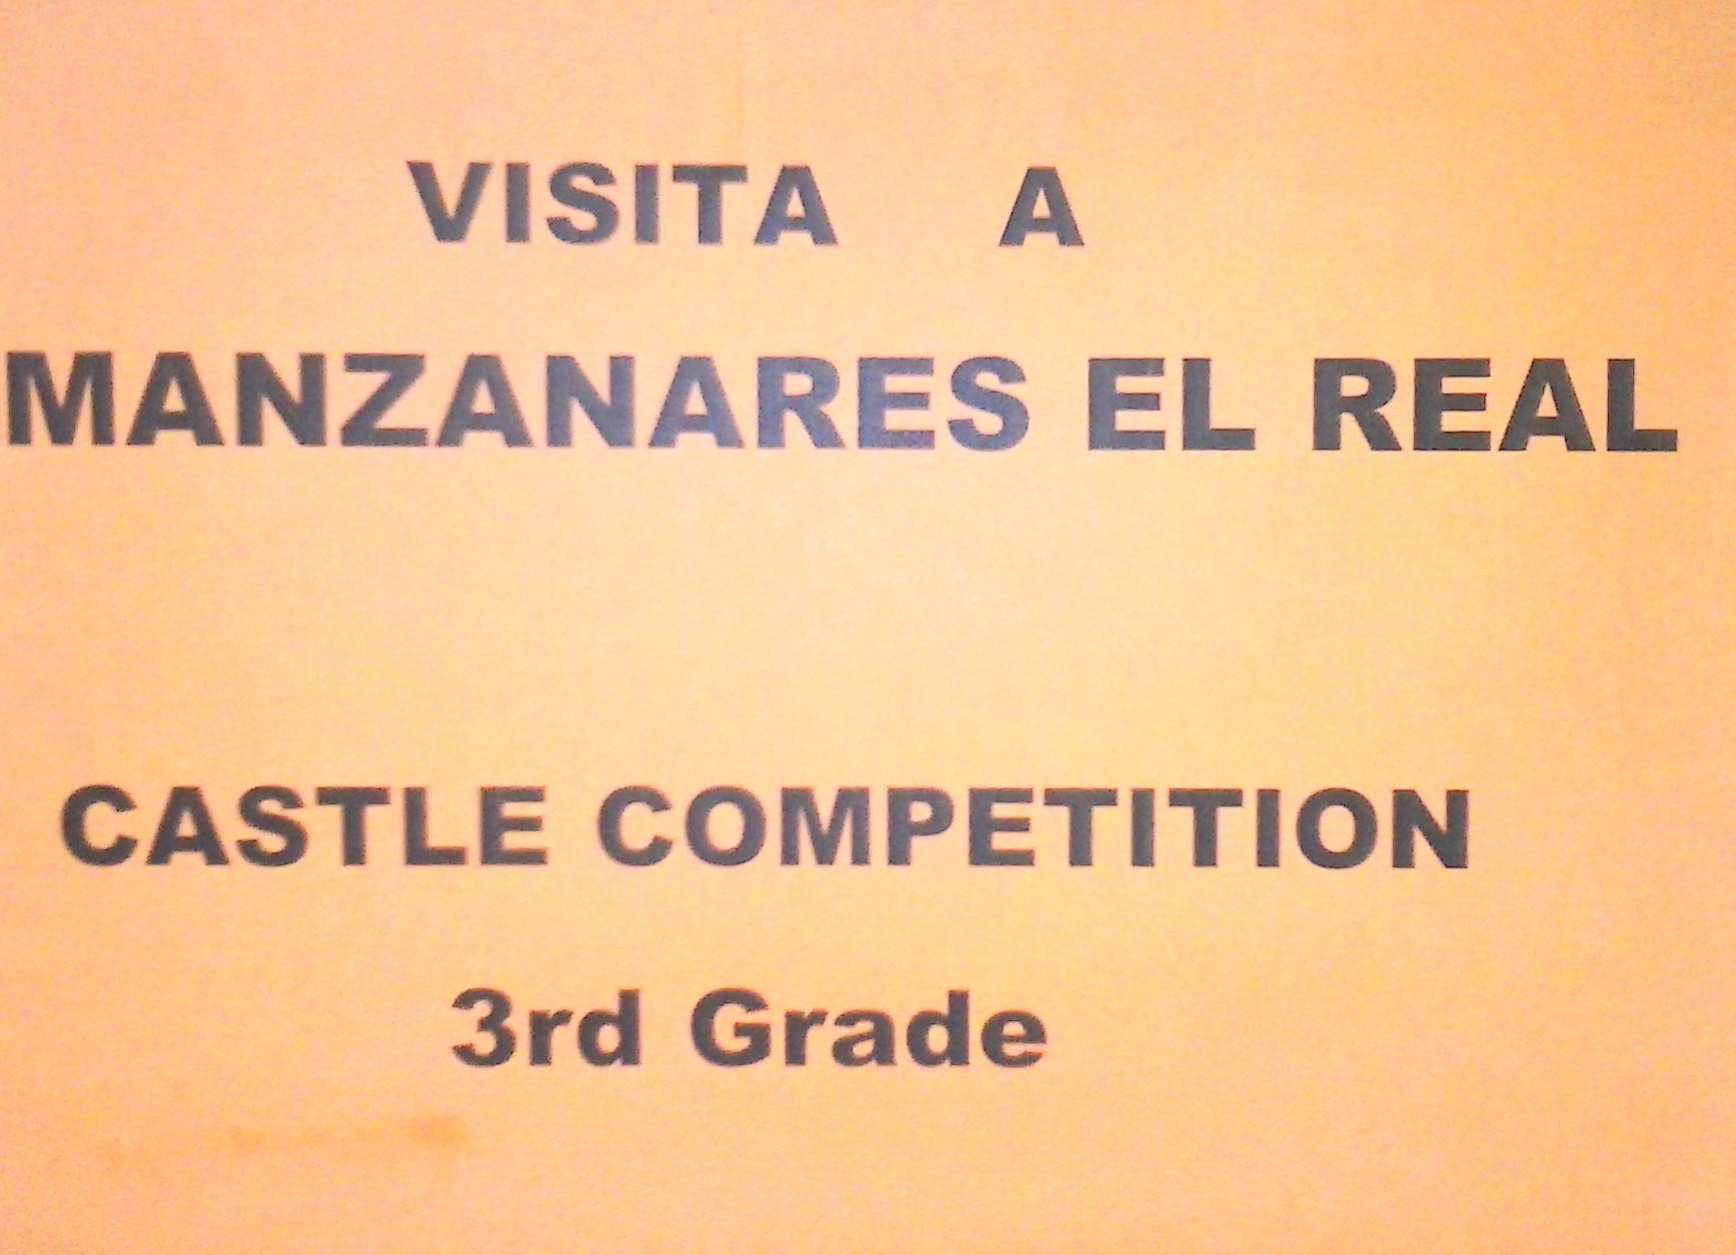 VISITA A
MANZANARES EL REAL
CASTLE COMPETITION
3rd Grade